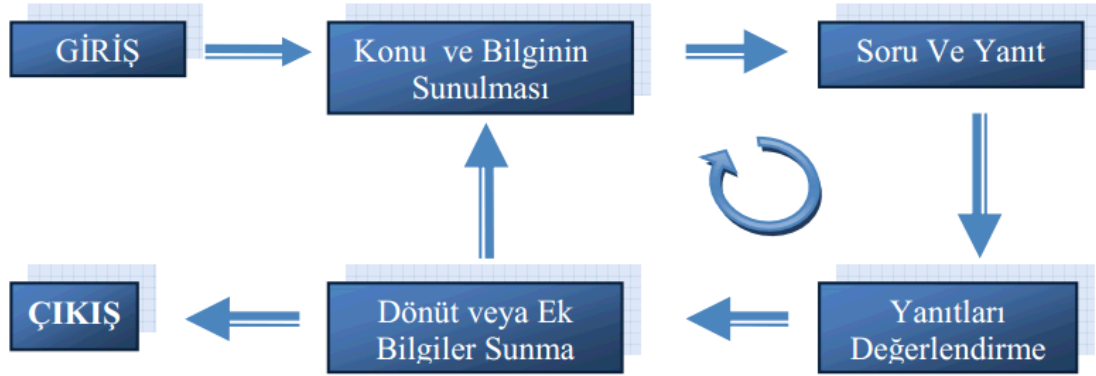 GİRİŞ
Konu ve Bilginin
Sunulması
Soru Ve Yanıt
Yanıtları
Değerlendirme
Dönüt veya Ek
Bilgiler Sunma
ÇIKIŞ